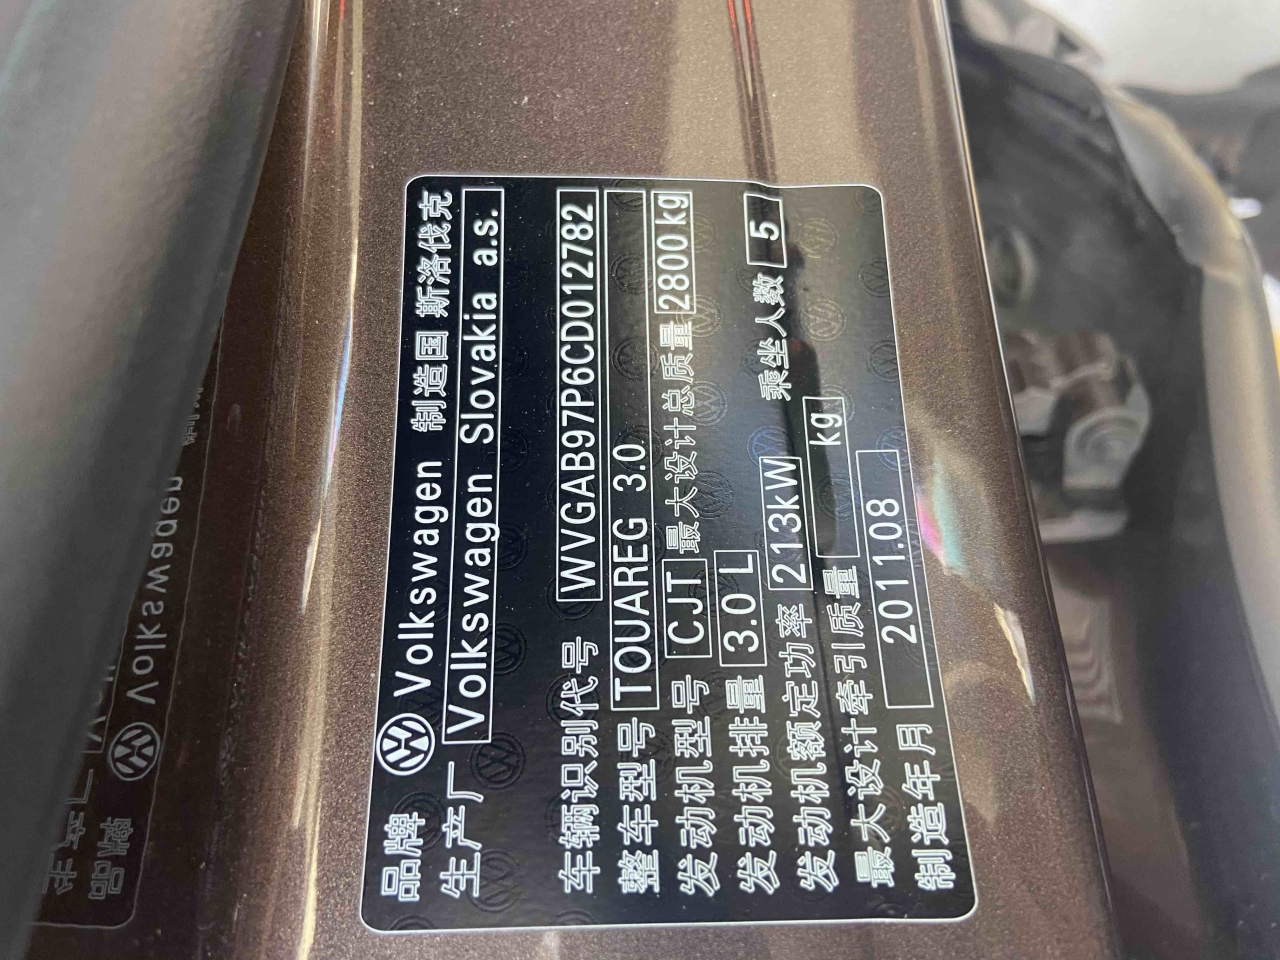 品牌 Volkswagen 制造国 斯洛伐克
生产厂 Volkswagen Slovakia a.s.
车辆识别代号 WVGAB97P6CD012782
整车型号 TOUAREG 3.0
发动机型号 CJT 最大设计总质量 2800 kg
发动机排量 3.0 L
发动机额定功率 213kW 乘坐人数 5
最大设计牵引质量 kg
制造年月 2011.08